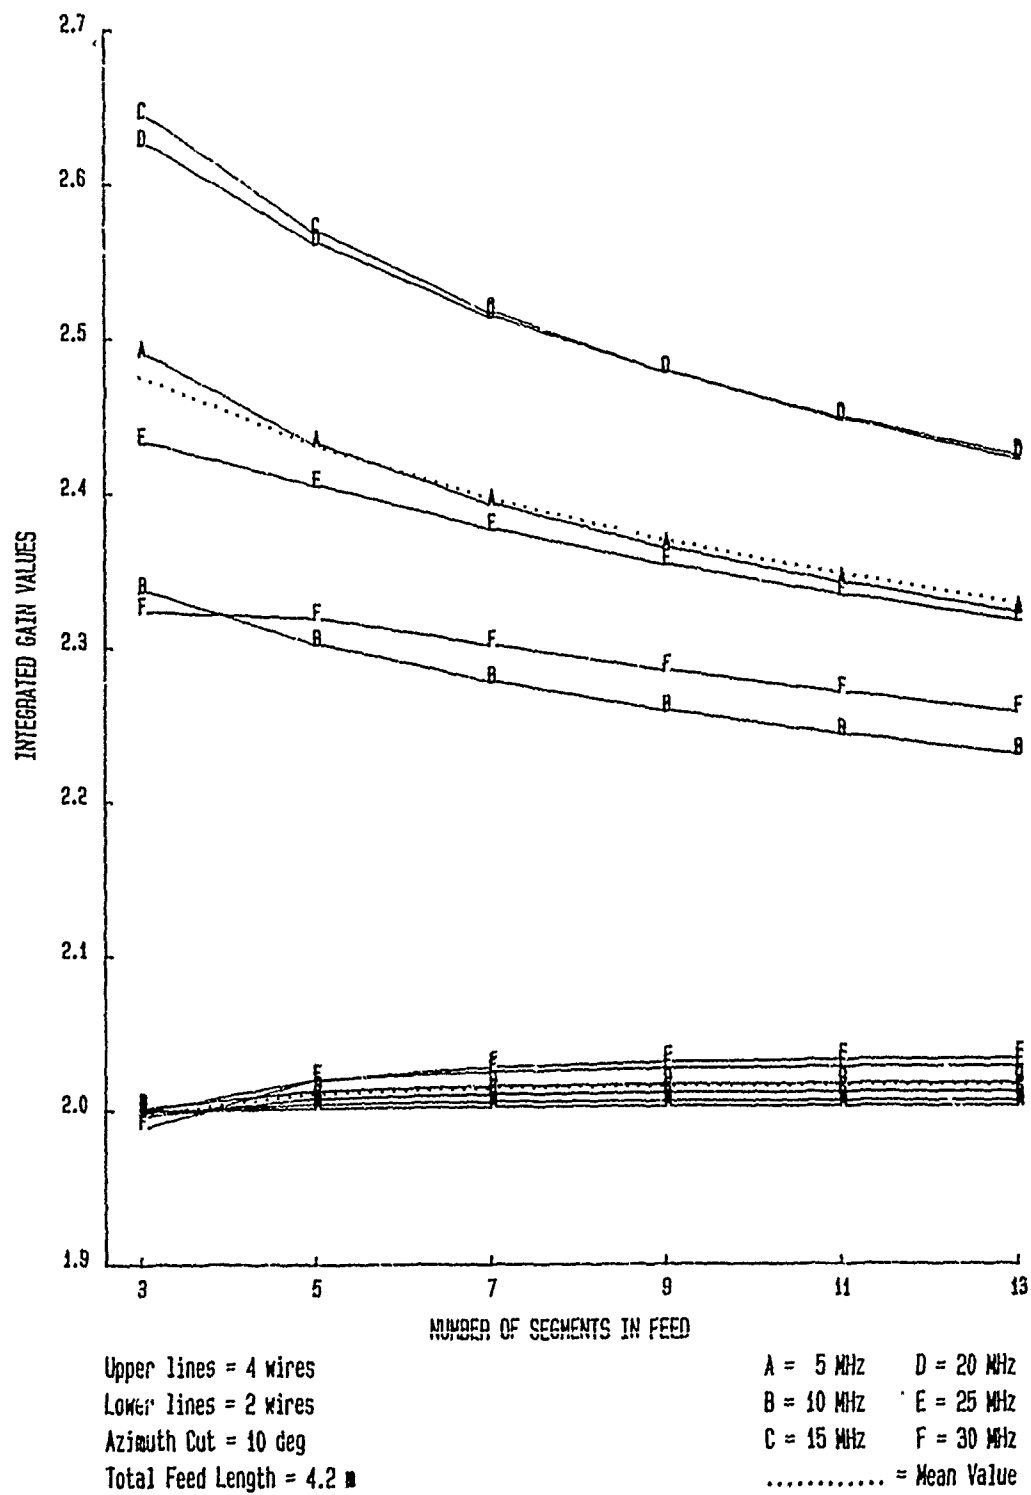 2.7
2.6
2.5
2.4
2.3
2.2
2.1
2.0
1.9
INTEGRATED GAIN VALUES
C
D
A
E
B
F
C
D
A
E
F
B
D
A
E
F
B
D
A
E
F
B
D
A
E
F
B
D
A
E
F
B
F
E
F
F
F
F
3 5 7 9 11 13
NUMBER OF SEGMENTS IN FEED
Upper lines = 4 wires
Lower lines = 2 wires
Azimuth Cut = 10 deg
Total Feed Length = 4.2 m
A = 5 MHz D = 20 MHz
B = 10 MHz E = 25 MHz
C = 15 MHz F = 30 MHz
............ = Mean Value